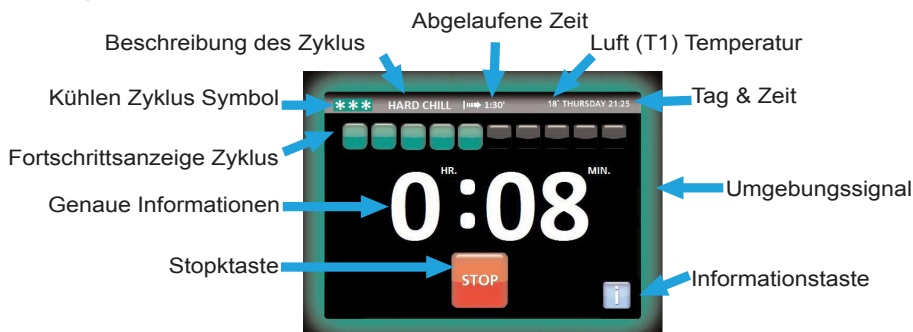 Abgelaufene Zeit
Beschreibung des Zyklus
Luft (T1) Temperatur
Kühlen Zyklus Symbol
*** HARD CHILL 1:30' 18° THURSDAY 21:25
Tag & Zeit
Fortschrittsanzeige Zyklus
HR. MIN.
0:08
Genaue Informationen
Umgebungssignal
Stopktaste
STOP
i
Informationstaste